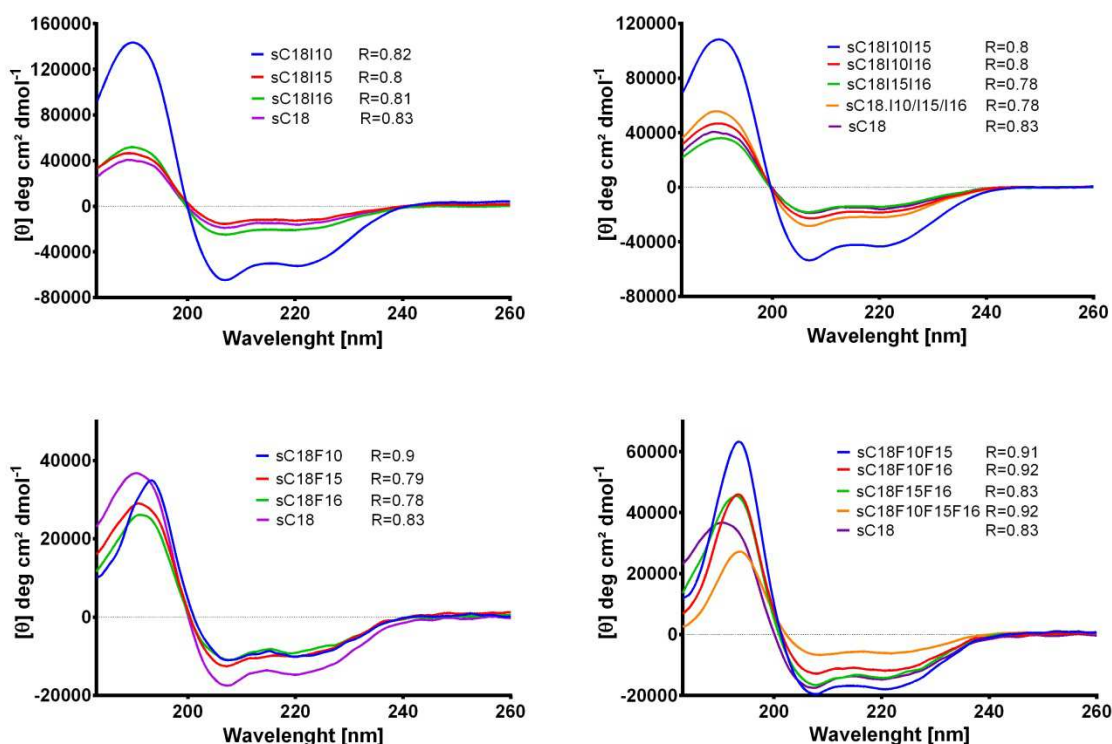 160000
120000
80000
40000
0
-40000
-80000
[θ] deg cm² dmol⁻¹
sC18I10 R=0.82
sC18I15 R=0.8
sC18I16 R=0.81
sC18 R=0.83
200 220 240 260
Wavelenght [nm]
120000
80000
40000
0
-40000
-80000
[θ] deg cm² dmol⁻¹
sC18I10I15 R=0.8
sC18I10I16 R=0.8
sC18I15I16 R=0.78
sC18.I10/I15/I16 R=0.78
sC18 R=0.83
200 220 240 260
Wavelenght [nm]
40000
20000
0
-20000
[θ] deg cm² dmol⁻¹
sC18F10 R=0.9
sC18F15 R=0.79
sC18F16 R=0.78
sC18 R=0.83
200 220 240 260
Wavelenght [nm]
60000
40000
20000
0
-20000
[θ] deg cm² dmol⁻¹
sC18F10F15 R=0.91
sC18F10F16 R=0.92
sC18F15F16 R=0.83
sC18F10F15F16 R=0.92
sC18 R=0.83
200 220 240 260
Wavelenght [nm]